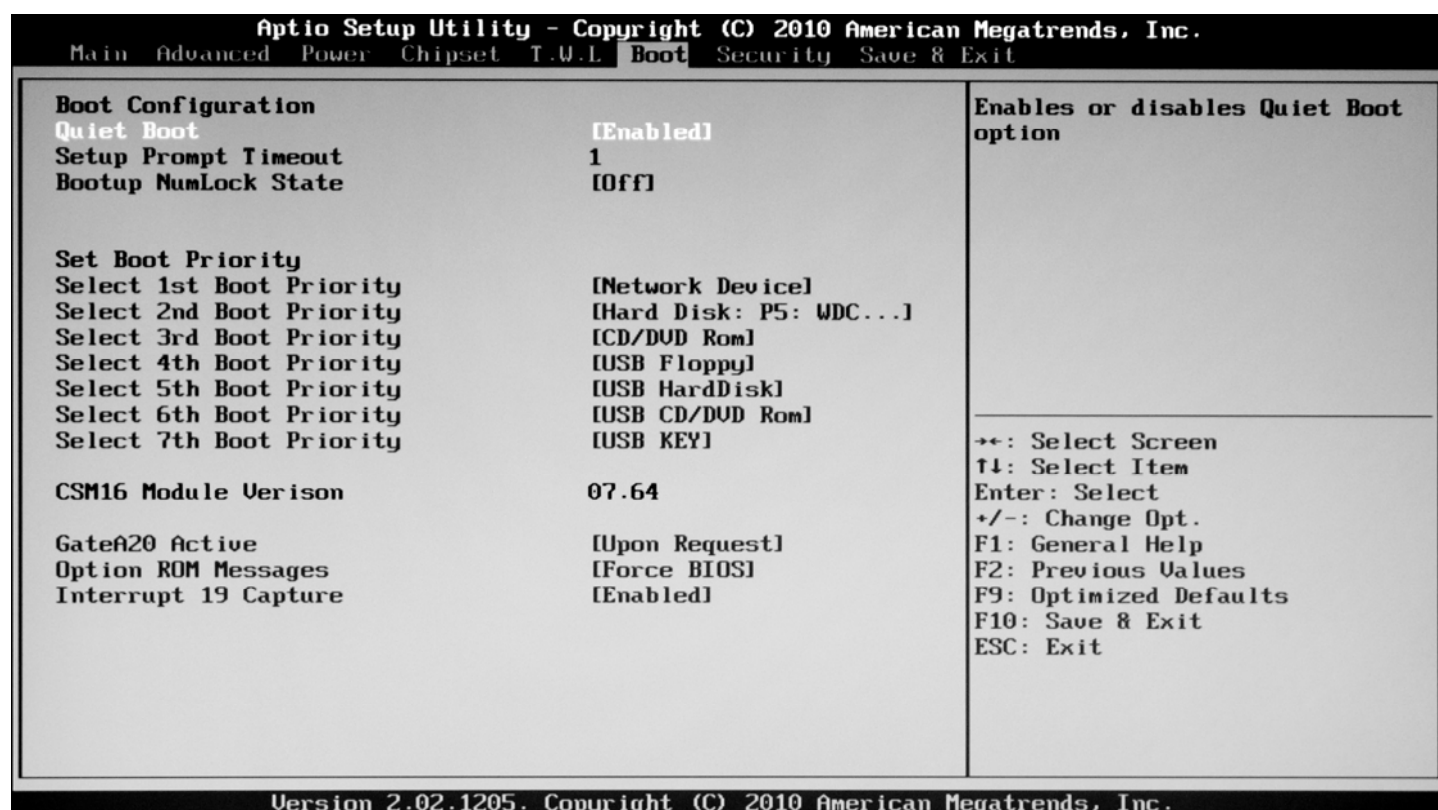 Aptio Setup Utility - Copyright (C) 2010 American Megatrends, Inc.
Main Advanced Power Chipset T.W.L Boot Security Save & Exit
Boot Configuration
Quiet Boot [Enabled]
Setup Prompt Timeout 1
Bootup NumLock State [Off]
Set Boot Priority
Select 1st Boot Priority [Network Device]
Select 2nd Boot Priority [Hard Disk: P5: WDC...]
Select 3rd Boot Priority [CD/DVD Rom]
Select 4th Boot Priority [USB Floppy]
Select 5th Boot Priority [USB HardDisk]
Select 6th Boot Priority [USB CD/DVD Rom]
Select 7th Boot Priority [USB KEY]
CSM16 Module Verison 07.64
GateA20 Active [Upon Request]
Option ROM Messages [Force BIOS]
Interrupt 19 Capture [Enabled]
Enables or disables Quiet Boot
option
→←: Select Screen
↑↓: Select Item
Enter: Select
+/-: Change Opt.
F1: General Help
F2: Previous Values
F9: Optimized Defaults
F10: Save & Exit
ESC: Exit
Version 2.02.1205. Copyright (C) 2010 American Megatrends, Inc.